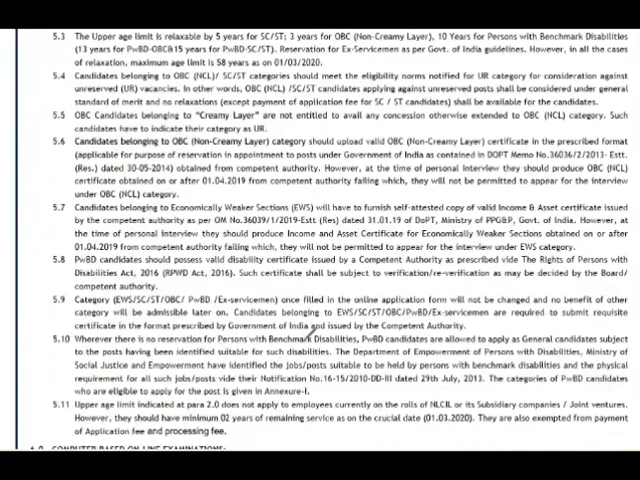 5.3 The Upper age limit is relaxable by 5 years for SC/ST; 3 years for OBC (Non-Creamy Layer), 10 Years for Persons with Benchmark Disabilities
(13 years for PwBD-OBC&15 years for PwBD-SC/ST). Reservation for Ex-Servicemen as per Govt. of India guidelines. However, in all the cases
of relaxation, maximum age limit is 58 years as on 01/03/2020.
5.4 Candidates belonging to OBC (NCL)/ SC/ST categories should meet the eligibility norms notified for UR category for consideration against
unreserved (UR) vacancies. In other words, OBC (NCL) /SC/ST candidates applying against unreserved posts shall be considered under general
standard of merit and no relaxations (except payment of application fee for SC / ST candidates) shall be available for the candidates.
5.5 OBC Candidates belonging to "Creamy Layer" are not entitled to avail any concession otherwise extended to OBC (NCL) category. Such
candidates have to indicate their category as UR.
5.6 Candidates belonging to OBC (Non-Creamy Layer) category should upload valid OBC (Non-Creamy Layer) certificate in the prescribed format
(applicable for purpose of reservation in appointment to posts under Government of India as contained in DOPT Memo No.36036/2/2013- Estt.
(Res.) dated 30-05-2014) obtained from competent authority. However, at the time of personal interview they should produce OBC (NCL)
certificate obtained on or after 01.04.2019 from competent authority failing which, they will not be permitted to appear for the interview
under OBC (NCL) category.
5.7 Candidates belonging to Economically Weaker Sections (EWS) will have to furnish self-attested copy of valid Income & Asset certificate issued
by the competent authority as per OM No.36039/1/2019-Estt (Res) dated 31.01.19 of DoPT, Ministry of PPG&P, Govt. of India. However, at
the time of personal interview they should produce Income and Asset Certificate for Economically Weaker Sections obtained on or after
01.04.2019 from competent authority failing which, they will not be permitted to appear for the interview under EWS category.
5.8 PwBD candidates should possess valid disability certificate issued by a Competent Authority as prescribed vide The Rights of Persons with
Disabilities Act, 2016 (RPWD Act, 2016). Such certificate shall be subject to verification/re-verification as may be decided by the Board/
competent authority.
5.9 Category (EWS/SC/ST/OBC/ PwBD /Ex-servicemen) once filled in the online application form will not be changed and no benefit of other
category will be admissible later on. Candidates belonging to EWS/SC/ST/OBC/PwBD/Ex-servicemen are required to submit requisite
certificate in the format prescribed by Government of India and issued by the Competent Authority.
5.10 Wherever there is no reservation for Persons with Benchmark Disabilities, PwBD candidates are allowed to apply as General candidates subject
to the posts having been identified suitable for such disabilities. The Department of Empowerment of Persons with Disabilities, Ministry of
Social Justice and Empowerment have identified the jobs/posts suitable to be held by persons with benchmark disabilities and the physical
requirement for all such jobs/posts vide their Notification No.16-15/2010-DD-III dated 29th July, 2013. The categories of PwBD candidates
who are eligible to apply for the post is given in Annexure-I.
5.11 Upper age limit indicated at para 2.0 does not apply to employees currently on the rolls of NLCIL or its Subsidiary companies / Joint ventures.
However, they should have minimum 02 years of remaining service as on the crucial date (01.03.2020). They are also exempted from payment
of Application fee and processing fee.
COMPUTER BASED ON-LINE EXAMINATIONS: